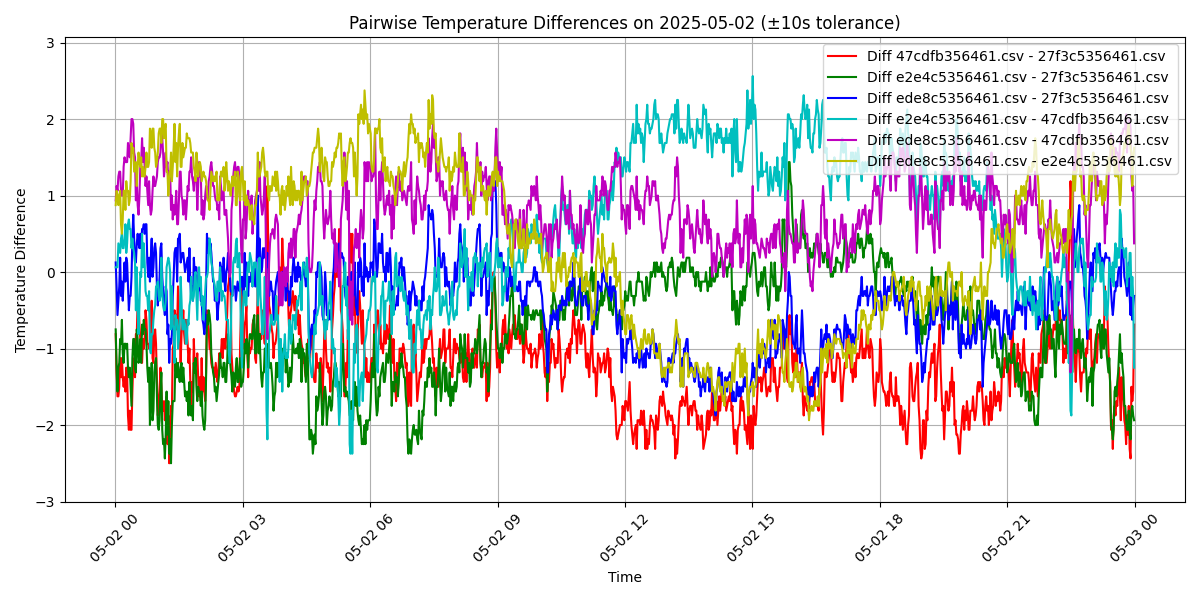 Pairwise Temperature Differences on 2025-05-02 (±10s tolerance)
Diff 47cdfb356461.csv - 27f3c5356461.csv
Diff e2e4c5356461.csv - 27f3c5356461.csv
Diff ede8c5356461.csv - 27f3c5356461.csv
Diff e2e4c5356461.csv - 47cdfb356461.csv
Diff ede8c5356461.csv - 47cdfb356461.csv
Diff ede8c5356461.csv - e2e4c5356461.csv
Temperature Difference
3
2
1
0
−1
−2
−3
05-02 00
05-02 03
05-02 06
05-02 09
05-02 12
05-02 15
05-02 18
05-02 21
05-03 00
Time